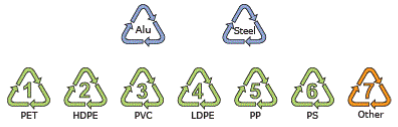 Alu Steel
1 2 3 4 5 6 7
PET HDPE PVC LDPE PP PS Other